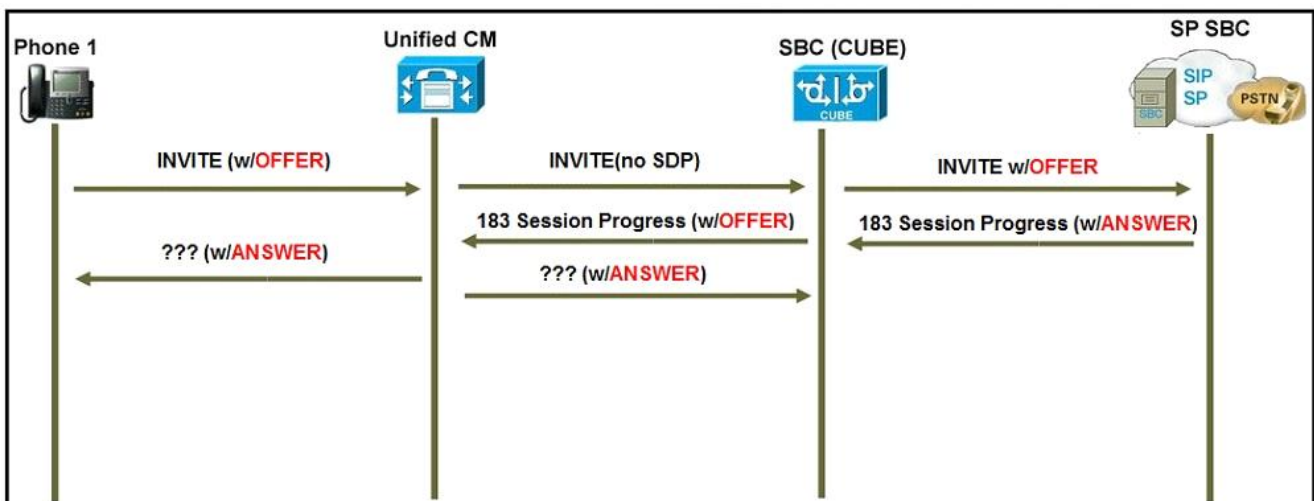 Phone 1
Unified CM
SBC (CUBE)
SP SBC
CUBE
SBC
SIP
SP
PSTN
INVITE (w/OFFER)
INVITE(no SDP)
INVITE w/OFFER
183 Session Progress (w/OFFER)
183 Session Progress (w/ANSWER)
??? (w/ANSWER)
??? (w/ANSWER)